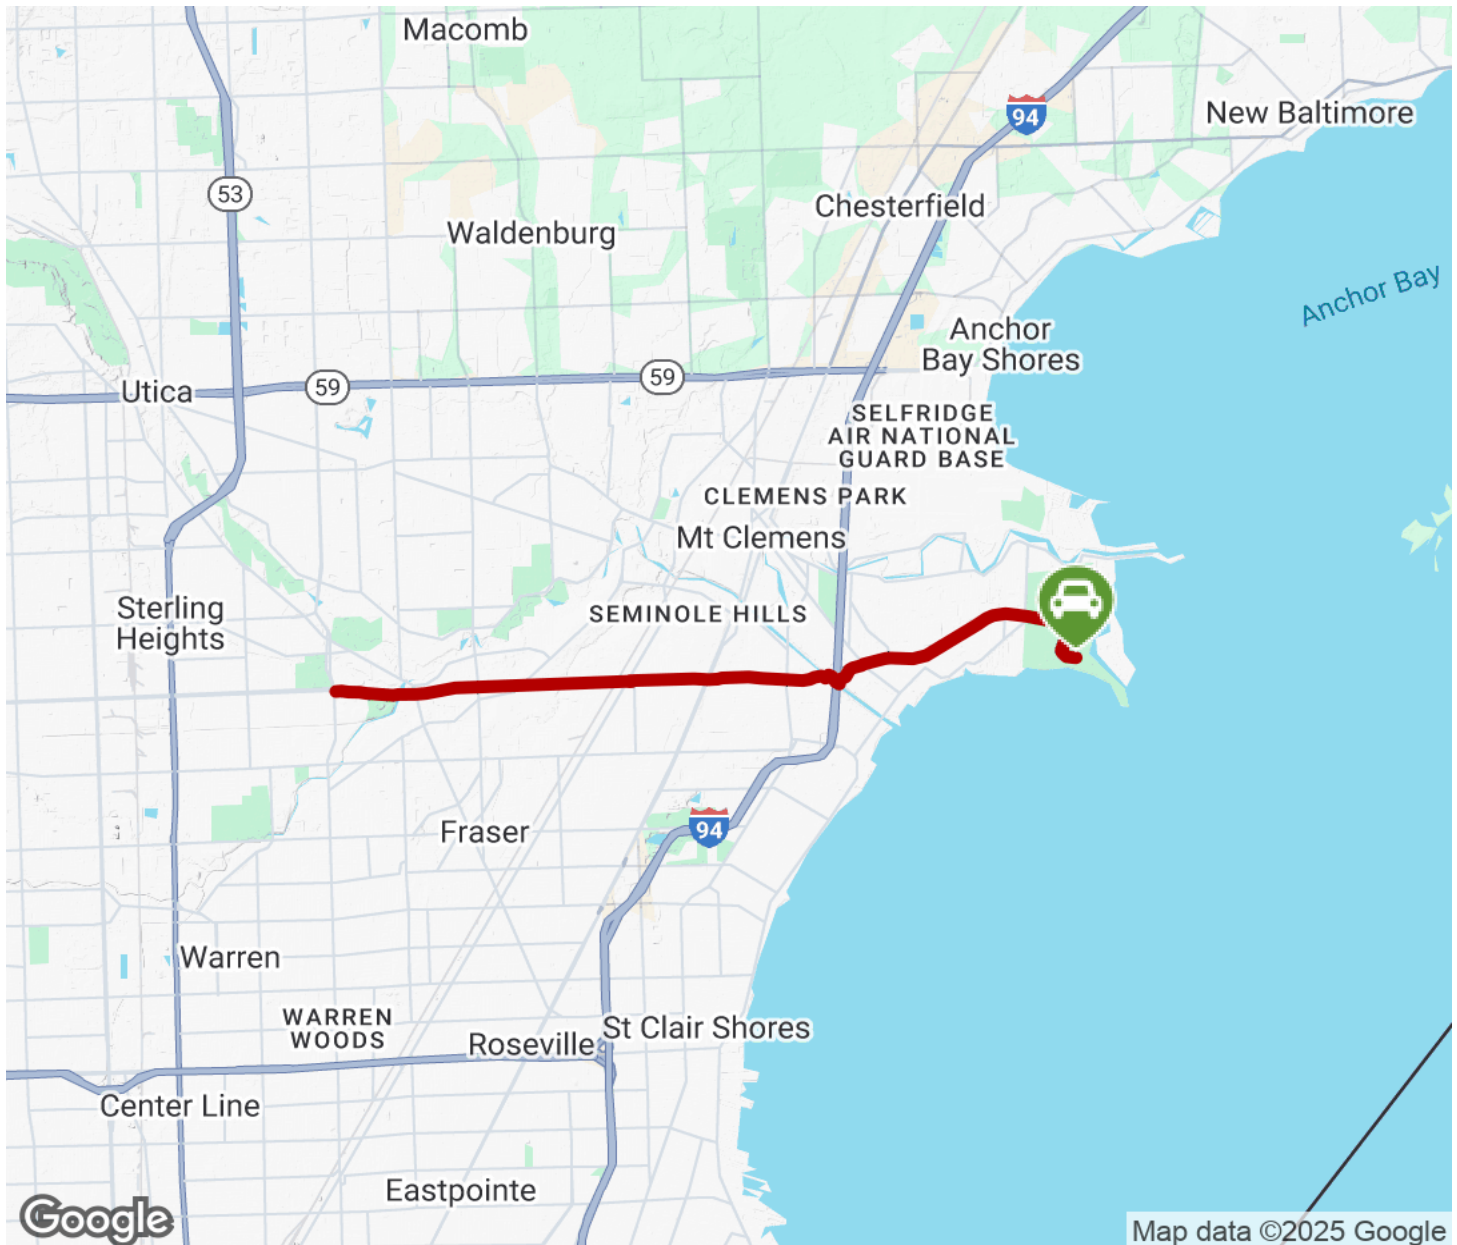 Macomb
94
New Baltimore
53
Chesterfield
Waldenburg
Anchor Bay
Anchor
Bay Shores
59
59
Utica
SELFRIDGE
AIR NATIONAL
GUARD BASE
CLEMENS PARK
Mt Clemens
Sterling
Heights
SEMINOLE HILLS
94
Fraser
Warren
WARREN
WOODS
St Clair Shores
Roseville
Center Line
Eastpointe
Google
Map data ©2025 Google